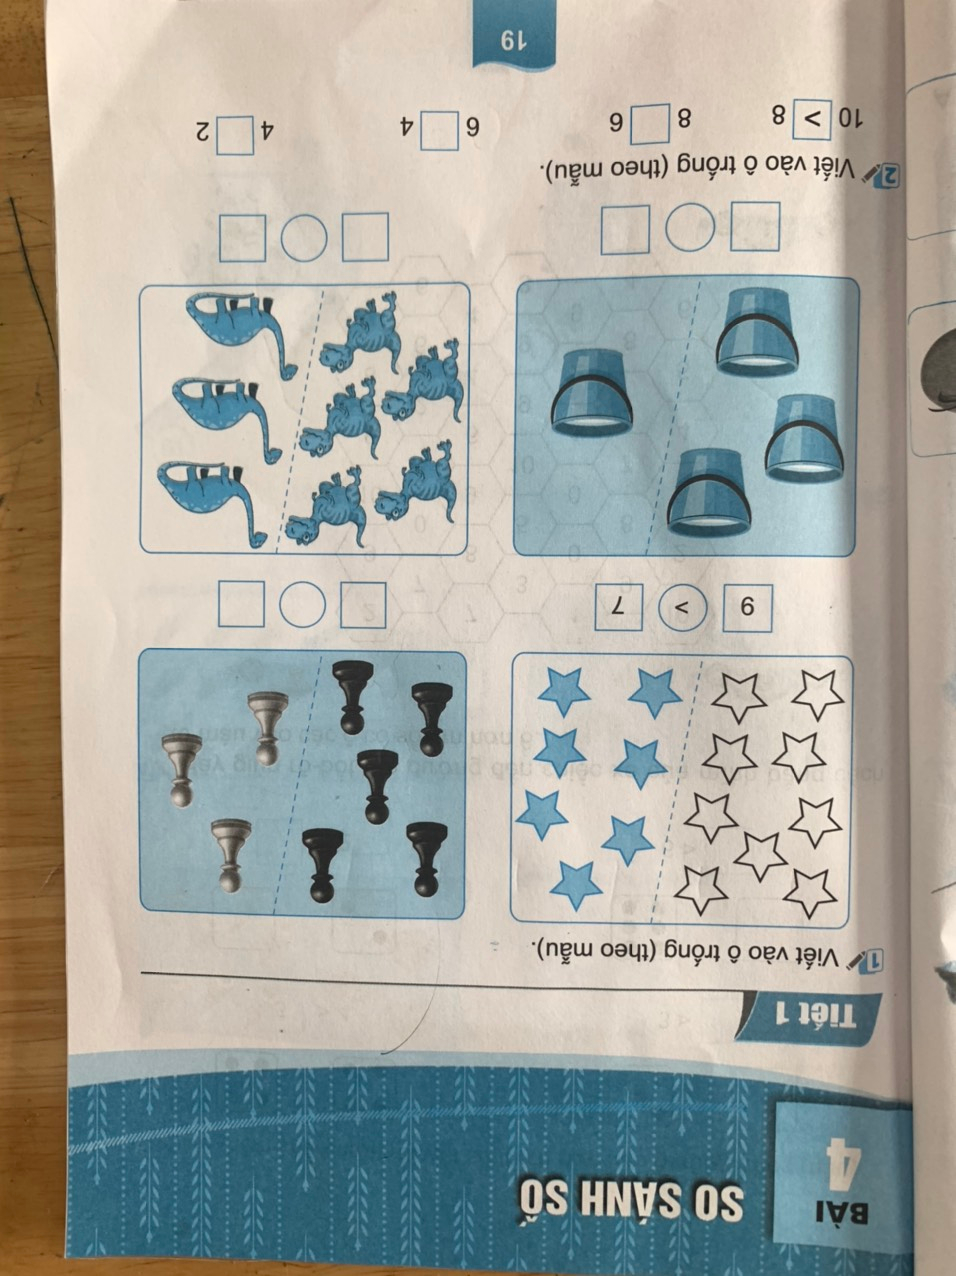 BÀI
4
SO SÁNH SỐ
Tiết 1
1 Viết vào ô trống (theo mẫu).
9 > 7
2 Viết vào ô trống (theo mẫu).
10 > 8 8 6 6 4 4 2
19